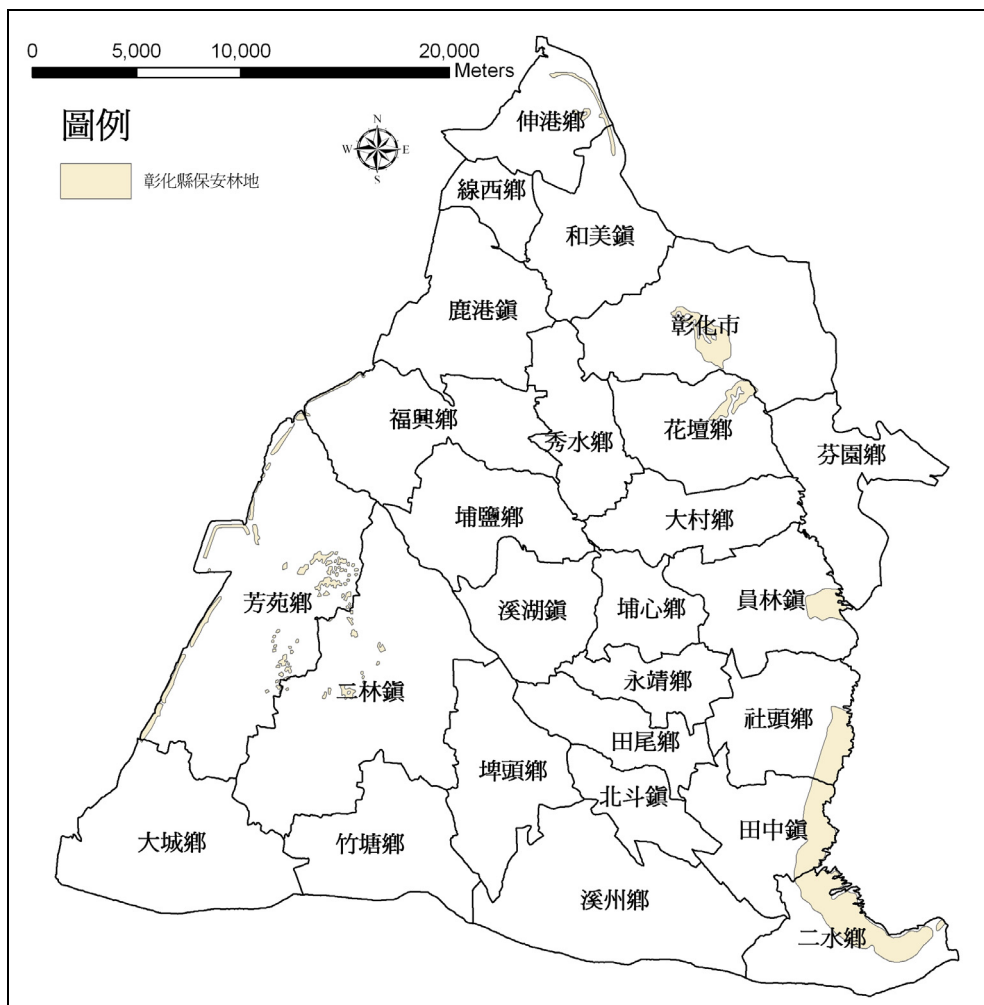 0 5,000 10,000 20,000
Meters
圖例
彰化縣保安林地
N
W E
S
伸港鄉
線西鄉
和美鎮
鹿港鎮
彰化市
福興鄉
秀水鄉
花壇鄉
芬園鄉
埔鹽鄉
大村鄉
芳苑鄉
溪湖鎮
埔心鄉
員林鎮
二林鎮
永靖鄉
社頭鄉
田尾鄉
埤頭鄉
北斗鎮
田中鎮
大城鄉
竹塘鄉
溪州鄉
二水鄉